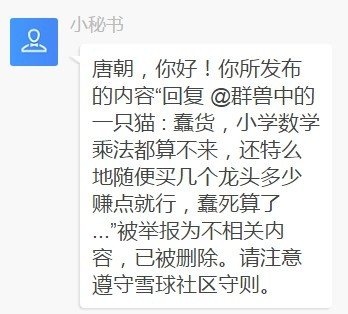 小秘书
唐朝，你好！你所发布
的内容“回复 @群兽中的
一只猫 : 蠢货，小学数学
乘法都算不来，还特么
地随便买几个龙头多少
赚点就行，蠢死算了
...”被举报为不相关内
容，已被删除。请注意
遵守雪球社区守则。